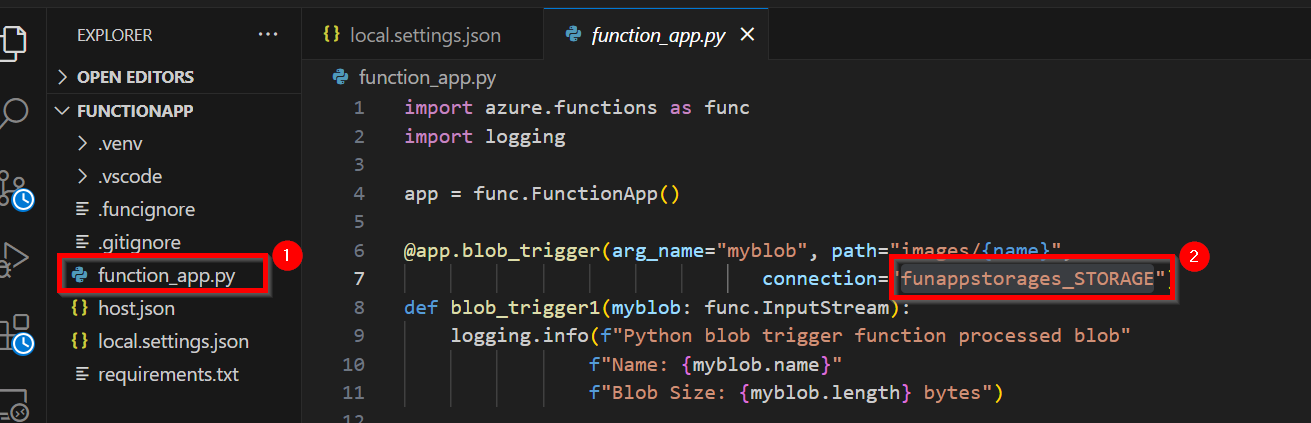 EXPLORER ···
OPEN EDITORS
FUNCTIONAPP
.venv
.vscode
.funcignore
.gitignore
function_app.py
1
{} host.json
{} local.settings.json
requirements.txt
{} local.settings.json
function_app.py ×
function_app.py
1 import azure.functions as func
2 import logging
3
4 app = func.FunctionApp()
5
6 @app.blob_trigger(arg_name="myblob", path="images/{name}",
7 connection="funappstorages_STORAGE")
2
8 def blob_trigger1(myblob: func.InputStream):
9 logging.info(f"Python blob trigger function processed blob"
10 f"Name: {myblob.name}"
11 f"Blob Size: {myblob.length} bytes")
12